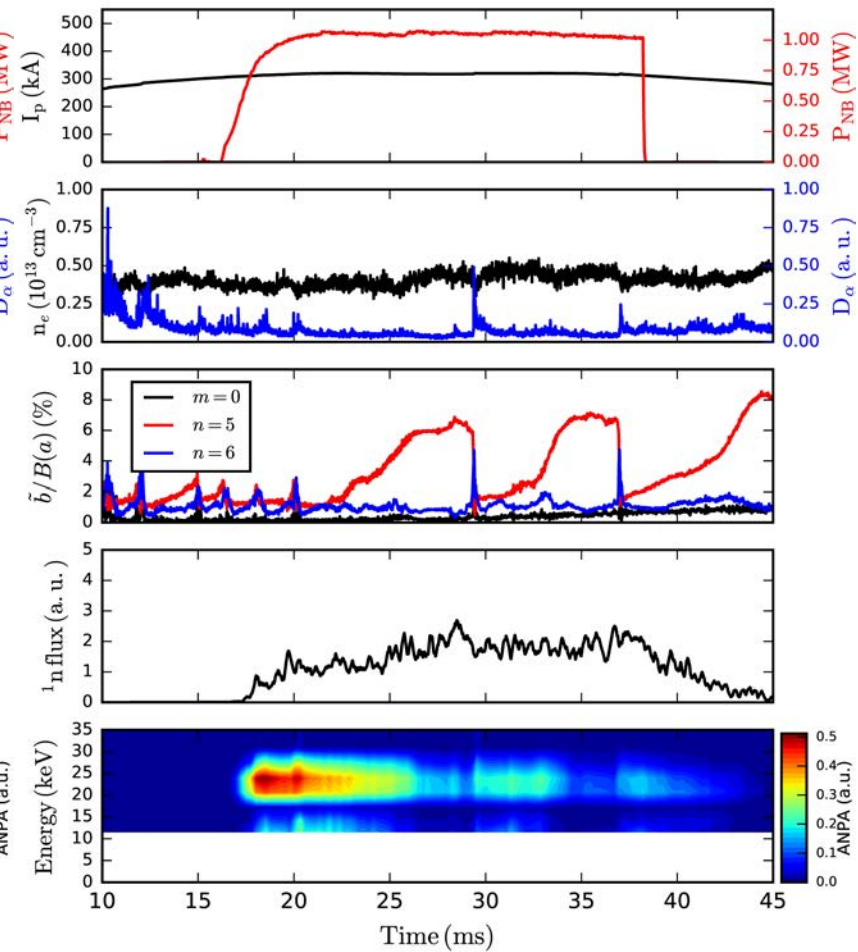 P_NB (MW)
I_p (kA)
500
400
300
200
100
0
1.00
0.75
0.50
0.25
0.00
P_NB (MW)
D_α (a. u.)
n_e (10^13 cm^−3)
1.00
0.75
0.50
0.25
0.00
1.00
0.75
0.50
0.25
0.00
D_α (a. u.)
b̃/B(a) (%)
10
8
6
4
2
0
m = 0
n = 5
n = 6
^1n flux (a. u.)
5
4
3
2
1
0
ANPA (a.u.)
Energy (keV)
35
30
25
20
15
10
5
0
0.5
0.4
0.3
0.2
0.1
0.0
ANPA (a.u.)
10 15 20 25 30 35 40 45
Time (ms)